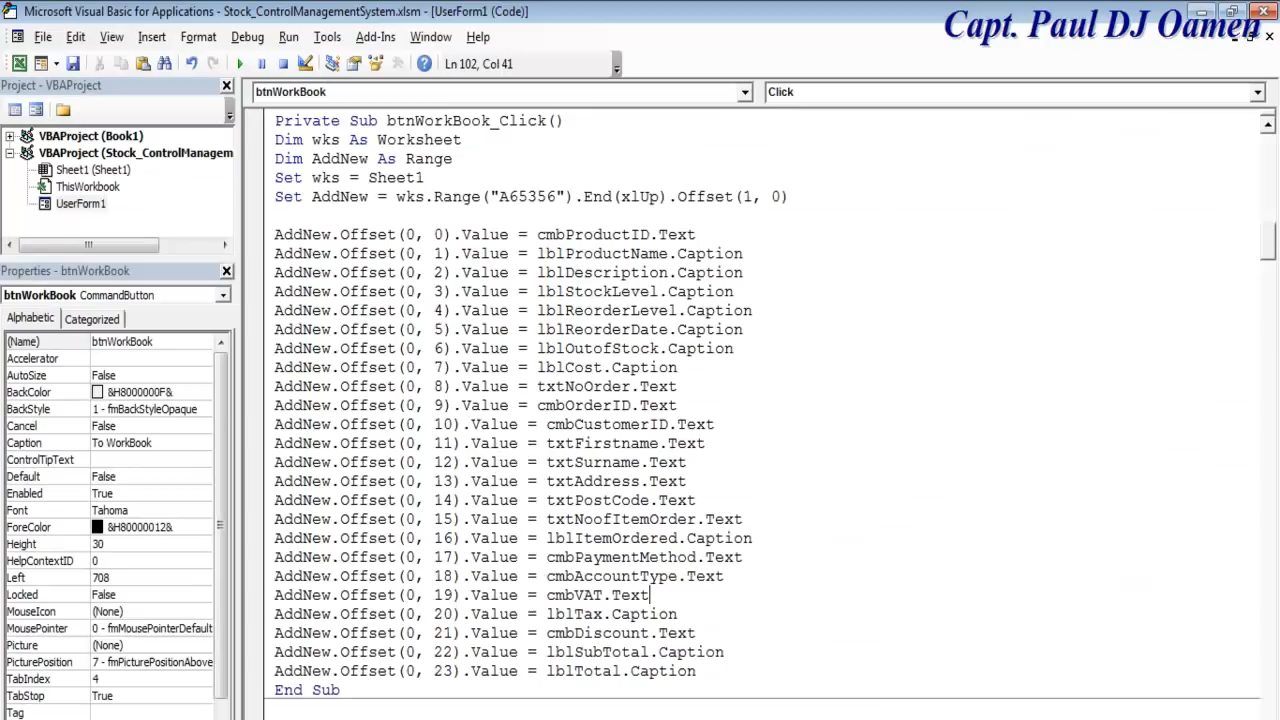 Microsoft Visual Basic for Applications - Stock_ControlManagementSystem.xlsm - [UserForm1 (Code)]
Capt. Paul DJ Oamen
File Edit View Insert Format Debug Run Tools Add-Ins Window Help
Ln 102, Col 41
Project - VBAProject
VBAProject (Book1)
VBAProject (Stock_ControlManagem
Sheet1 (Sheet1)
ThisWorkbook
UserForm1
Properties - btnWorkBook
btnWorkBook CommandButton
Alphabetic Categorized
(Name) btnWorkBook
Accelerator
AutoSize False
BackColor &H8000000F&
BackStyle 1 - fmBackStyleOpaque
Cancel False
Caption To WorkBook
ControlTipText
Default False
Enabled True
Font Tahoma
ForeColor &H80000012&
Height 30
HelpContextID 0
Left 708
Locked False
MouseIcon (None)
MousePointer 0 - fmMousePointerDefault
Picture (None)
PicturePosition 7 - fmPicturePositionAbove
TabIndex 4
TabStop True
Tag
btnWorkBook Click
Private Sub btnWorkBook_Click()
Dim wks As Worksheet
Dim AddNew As Range
Set wks = Sheet1
Set AddNew = wks.Range("A65356").End(xlUp).Offset(1, 0)
AddNew.Offset(0, 0).Value = cmbProductID.Text
AddNew.Offset(0, 1).Value = lblProductName.Caption
AddNew.Offset(0, 2).Value = lblDescription.Caption
AddNew.Offset(0, 3).Value = lblStockLevel.Caption
AddNew.Offset(0, 4).Value = lblReorderLevel.Caption
AddNew.Offset(0, 5).Value = lblReorderDate.Caption
AddNew.Offset(0, 6).Value = lblOutofStock.Caption
AddNew.Offset(0, 7).Value = lblCost.Caption
AddNew.Offset(0, 8).Value = txtNoOrder.Text
AddNew.Offset(0, 9).Value = cmbOrderID.Text
AddNew.Offset(0, 10).Value = cmbCustomerID.Text
AddNew.Offset(0, 11).Value = txtFirstname.Text
AddNew.Offset(0, 12).Value = txtSurname.Text
AddNew.Offset(0, 13).Value = txtAddress.Text
AddNew.Offset(0, 14).Value = txtPostCode.Text
AddNew.Offset(0, 15).Value = txtNoofItemOrder.Text
AddNew.Offset(0, 16).Value = lblItemOrdered.Caption
AddNew.Offset(0, 17).Value = cmbPaymentMethod.Text
AddNew.Offset(0, 18).Value = cmbAccountType.Text
AddNew.Offset(0, 19).Value = cmbVAT.Text
AddNew.Offset(0, 20).Value = lblTax.Caption
AddNew.Offset(0, 21).Value = cmbDiscount.Text
AddNew.Offset(0, 22).Value = lblSubTotal.Caption
AddNew.Offset(0, 23).Value = lblTotal.Caption
End Sub